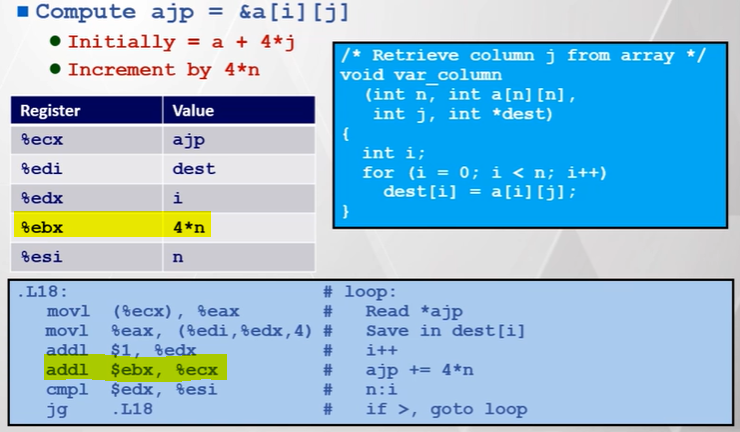 Compute ajp = &a[i][j]
Initially = a + 4*j
Increment by 4*n
Register Value
%ecx ajp
%edi dest
%edx i
%ebx 4*n
%esi n
/* Retrieve column j from array */
void var_column
(int n, int a[n][n],
int j, int *dest)
{
int i;
for (i = 0; i < n; i++)
dest[i] = a[i][j];
}
.L18: # loop:
movl (%ecx), %eax # Read *ajp
movl %eax, (%edi,%edx,4) # Save in dest[i]
addl $1, %edx # i++
addl $ebx, %ecx # ajp += 4*n
cmpl $edx, %esi # n:i
jg .L18 # if >, goto loop